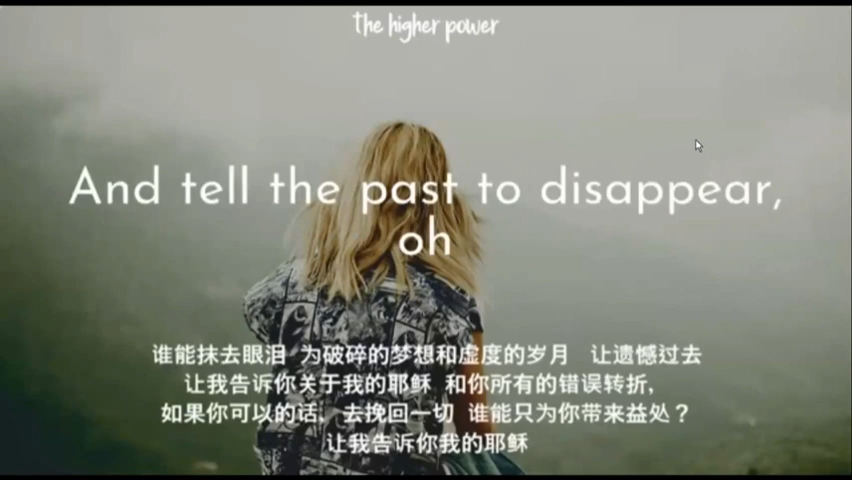 the higher power
And tell the past to disappear,
oh
谁能抹去眼泪 为破碎的梦想和虚度的岁月 让遗憾过去
让我告诉你关于我的耶稣 和你所有的错误转折,
如果你可以的话, 去挽回一切 谁能只为你带来益处？
让我告诉你我的耶稣